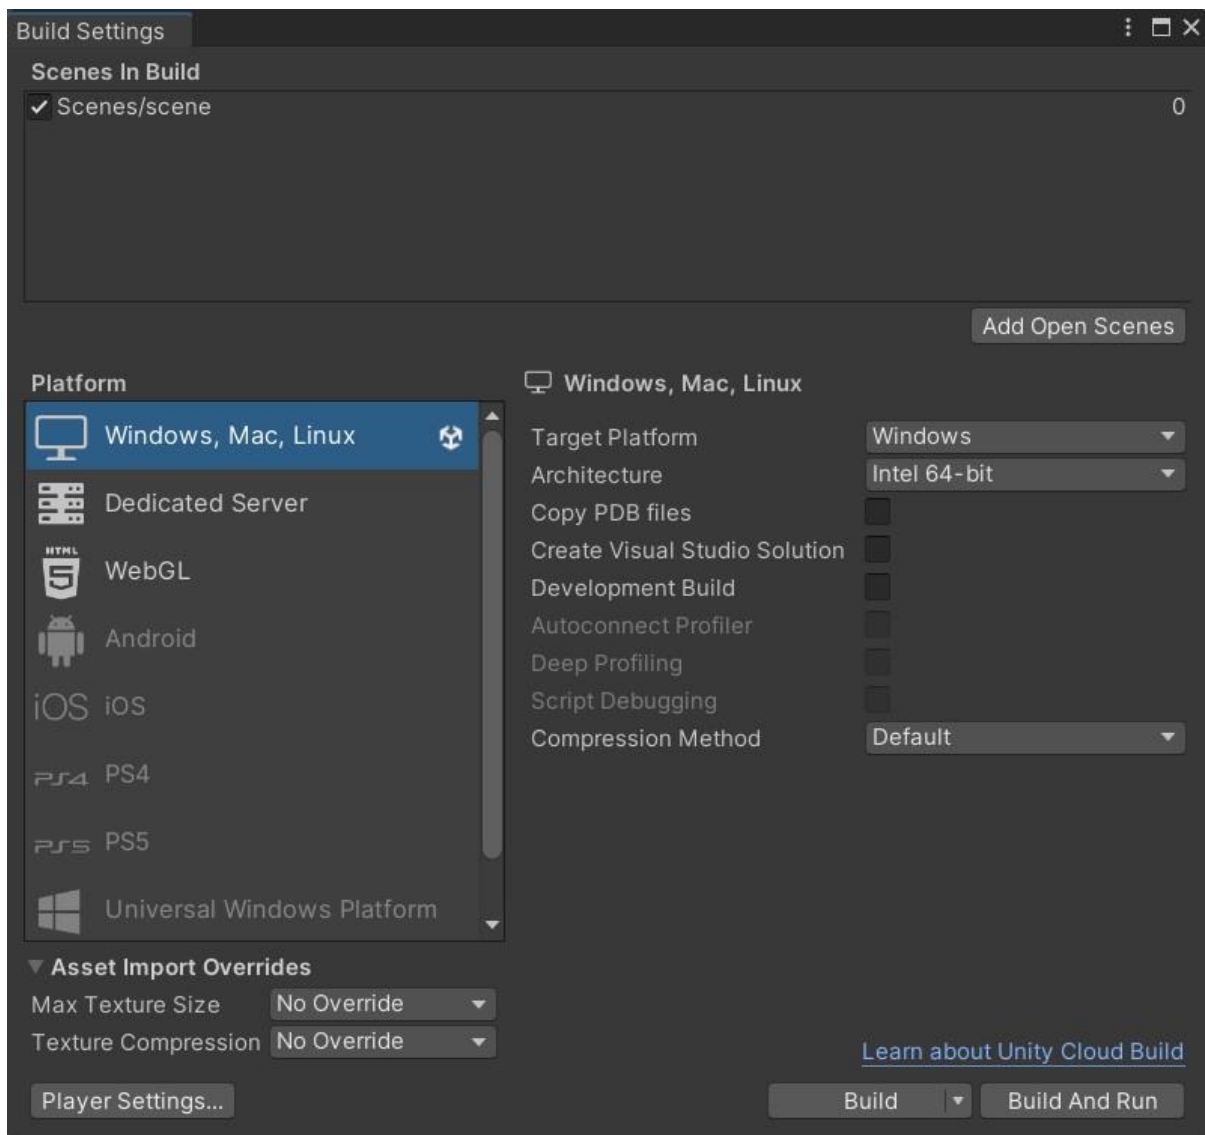 Build Settings
Scenes In Build
Scenes/scene 0
Add Open Scenes
Platform
Windows, Mac, Linux
Dedicated Server
HTML
5
WebGL
Android
iOS iOS
PS4 PS4
PS5 PS5
Universal Windows Platform
Windows, Mac, Linux
Target Platform Windows
Architecture Intel 64-bit
Copy PDB files
Create Visual Studio Solution
Development Build
Autoconnect Profiler
Deep Profiling
Script Debugging
Compression Method Default
Asset Import Overrides
Max Texture Size No Override
Texture Compression No Override
Learn about Unity Cloud Build
Player Settings... Build Build And Run